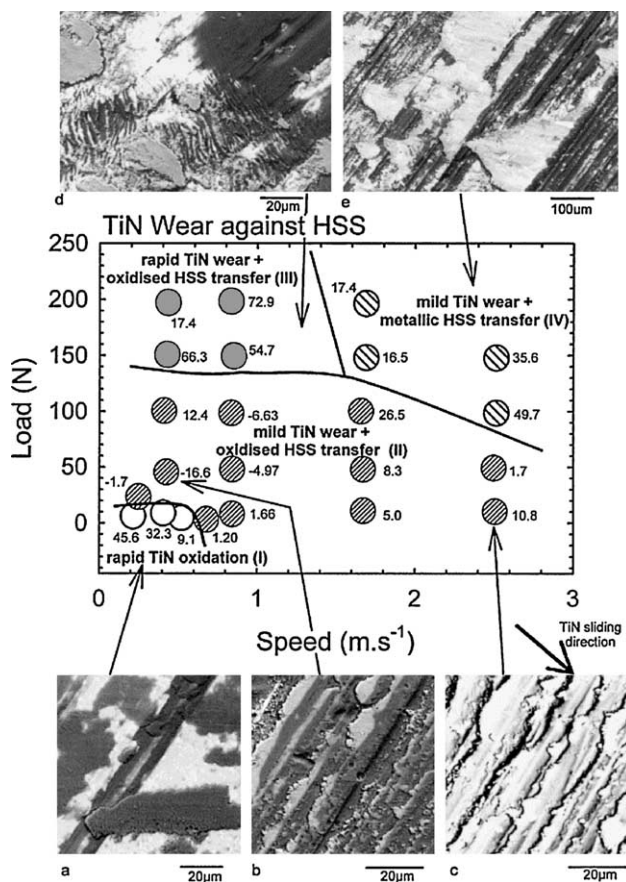 20µm
d
100um
e
TiN Wear against HSS
250
200
150
100
50
0
Load (N)
rapid TiN wear +
oxidised HSS transfer (III)
17.4
mild TiN wear +
metallic HSS transfer (IV)
72.9
17.4
66.3
54.7
16.5
35.6
12.4
-6.63
26.5
49.7
mild TiN wear +
oxidised HSS transfer (II)
-1.7
-16.6
-4.97
8.3
1.7
45.6
32.3
9.1
1.20
1.66
5.0
10.8
rapid TiN oxidation (I)
0
1
2
3
Speed (m.s⁻¹)
TiN sliding
direction
a
20µm
b
20µm
c
20µm